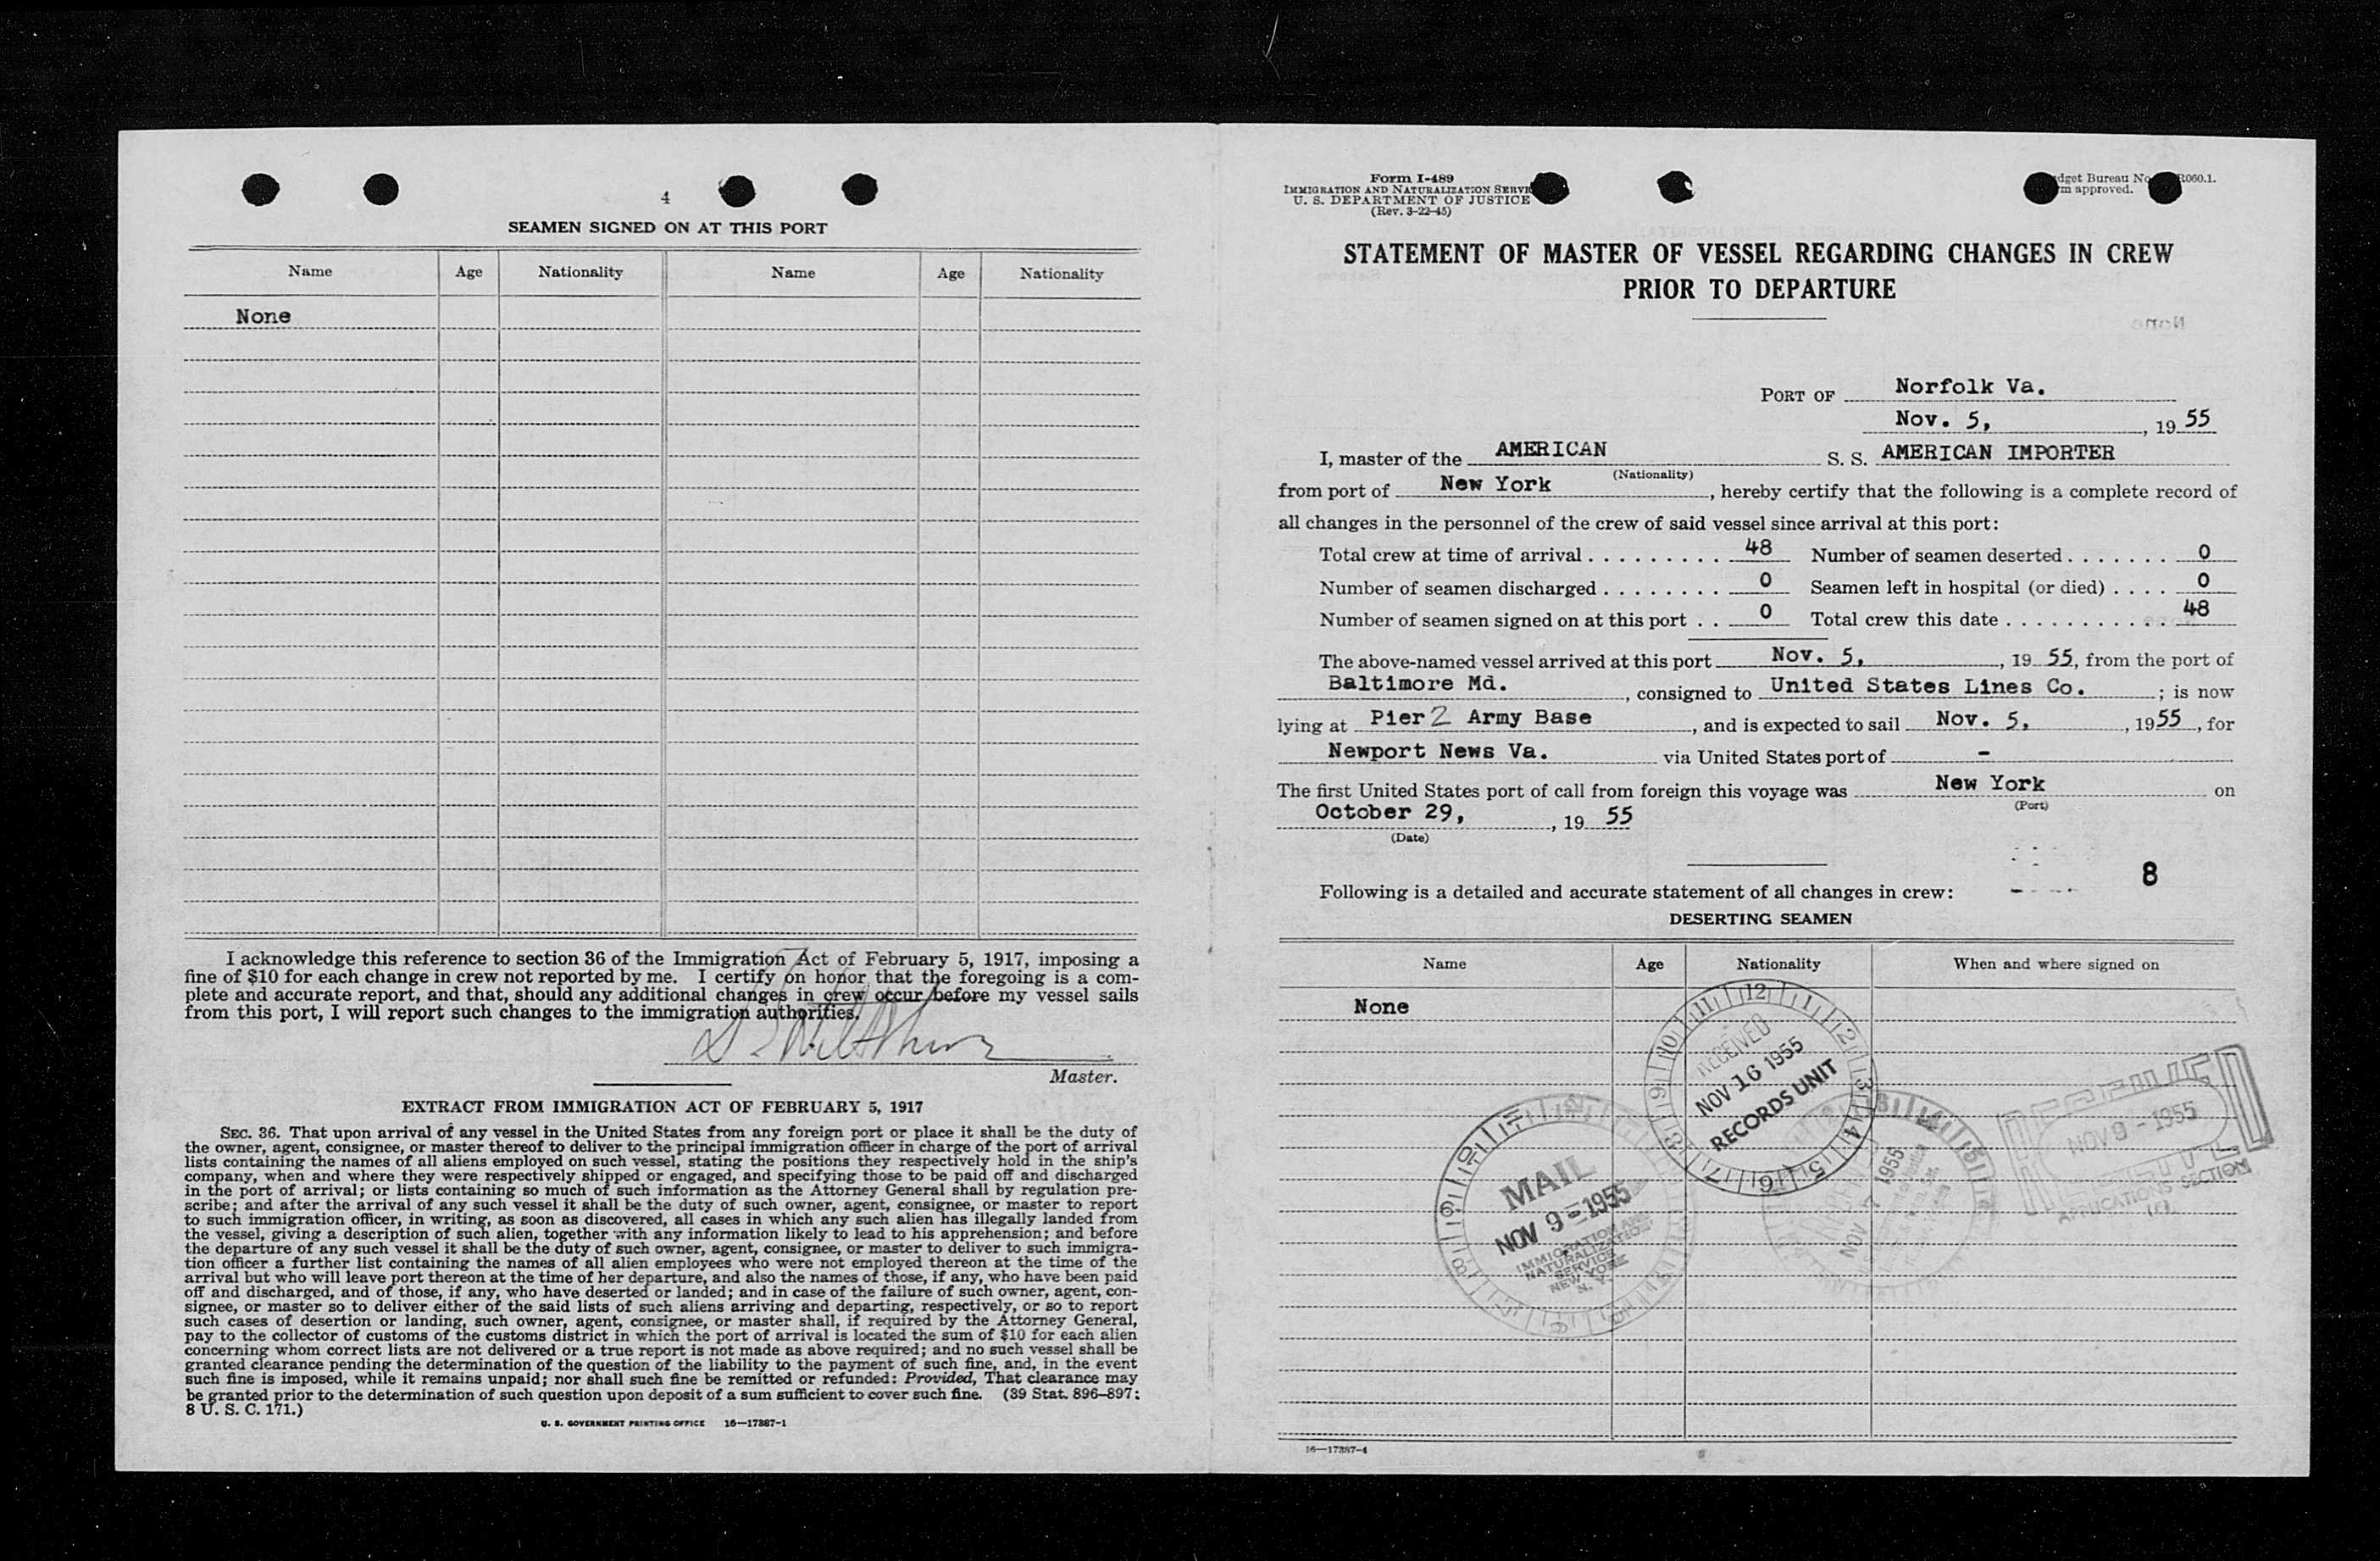 4
SEAMEN SIGNED ON AT THIS PORT
Name Age Nationality Name Age Nationality
None
I acknowledge this reference to section 36 of the Immigration Act of February 5, 1917, imposing a
fine of $10 for each change in crew not reported by me. I certify on honor that the foregoing is a com-
plete and accurate report, and that, should any additional changes in crew occur before my vessel sails
from this port, I will report such changes to the immigration authorities.
Master.
EXTRACT FROM IMMIGRATION ACT OF FEBRUARY 5, 1917
SEC. 36. That upon arrival of any vessel in the United States from any foreign port or place it shall be the duty of
the owner, agent, consignee, or master thereof to deliver to the principal immigration officer in charge of the port of arrival
lists containing the names of all aliens employed on such vessel, stating the positions they respectively hold in the ship's
company, when and where they were respectively shipped or engaged, and specifying those to be paid off and discharged
in the port of arrival; or lists containing so much of such information as the Attorney General shall by regulation pre-
scribe; and after the arrival of any such vessel it shall be the duty of such owner, agent, consignee, or master to report
to such immigration officer, in writing, as soon as discovered, all cases in which any such alien has illegally landed from
the vessel, giving a description of such alien, together with any information likely to lead to his apprehension; and before
the departure of any such vessel it shall be the duty of such owner, agent, consignee, or master to deliver to such immigra-
tion officer a further list containing the names of all alien employees who were not employed thereon at the time of the
arrival but who will leave port thereon at the time of her departure, and also the names of those, if any, who have been paid
off and discharged, and of those, if any, who have deserted or landed; and in case of the failure of such owner, agent, con-
signee, or master so to deliver either of the said lists of such aliens arriving and departing, respectively, or so to report
such cases of desertion or landing, such owner, agent, consignee, or master shall, if required by the Attorney General,
pay to the collector of customs of the customs district in which the port of arrival is located the sum of $10 for each alien
concerning whom correct lists are not delivered or a true report is not made as above required; and no such vessel shall be
granted clearance pending the determination of the question of the liability to the payment of such fine, and, in the event
such fine is imposed, while it remains unpaid; nor shall such fine be remitted or refunded: Provided, That clearance may
be granted prior to the determination of such question upon deposit of a sum sufficient to cover such fine. (39 Stat. 896–897;
8 U. S. C. 171.)
U. S. GOVERNMENT PRINTING OFFICE 16—17387-1
Form I-489
IMMIGRATION AND NATURALIZATION
U. S. DEPARTMENT OF JUSTICE
(Rev. 3-22-45)
Bureau No. R060.1.
approved.
STATEMENT OF MASTER OF VESSEL REGARDING CHANGES IN CREW
PRIOR TO DEPARTURE
PORT OF Norfolk Va.
Nov. 5, , 19 55
I, master of the AMERICAN S. S. AMERICAN IMPORTER
(Nationality)
from port of New York , hereby certify that the following is a complete record of
all changes in the personnel of the crew of said vessel since arrival at this port:
Total crew at time of arrival 48 Number of seamen deserted 0
Number of seamen discharged 0 Seamen left in hospital (or died) 0
Number of seamen signed on at this port 0 Total crew this date 48
The above-named vessel arrived at this port Nov. 5, , 19 55, from the port of
Baltimore Md. , consigned to United States Lines Co. ; is now
lying at Pier 2 Army Base , and is expected to sail Nov. 5, , 1955 , for
Newport News Va. via United States port of -
The first United States port of call from foreign this voyage was New York on
(Port)
October 29, , 19 55
(Date)
8
Following is a detailed and accurate statement of all changes in crew:
DESERTING SEAMEN
Name Age Nationality When and where signed on
None
RECEIVED
NOV 16 1955
RECORDS UNIT
MAIL
NOV 9-1955
IMMIGRATION AND
NATURALIZATION
SERVICE
NEW YORK
N. Y.
NOV 1955
NOV 9 - 1955
APPLICATIONS SECTION
16—17387-4